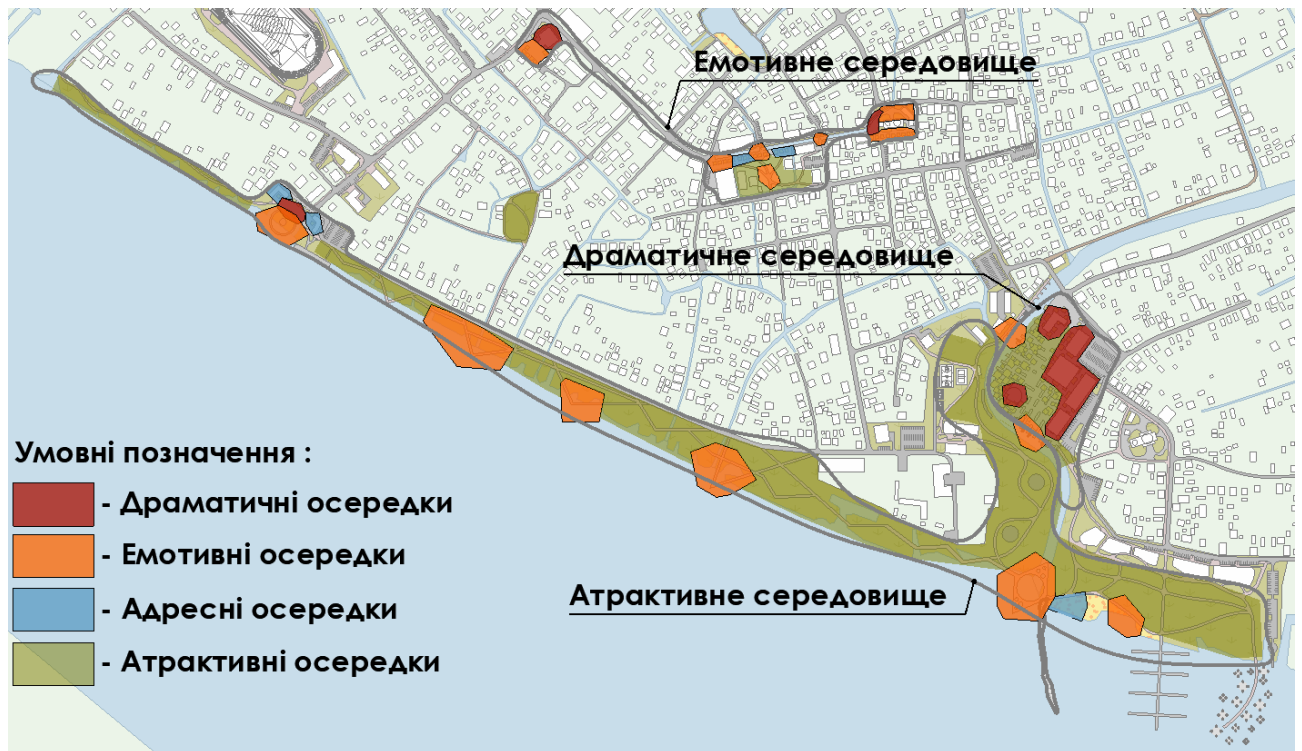 Емотивне середовище
Драматичне середовище
Умовні позначення :
- Драматичні осередки
- Емотивні осередки
- Адресні осередки
- Атрактивні осередки
Атрактивне середовище